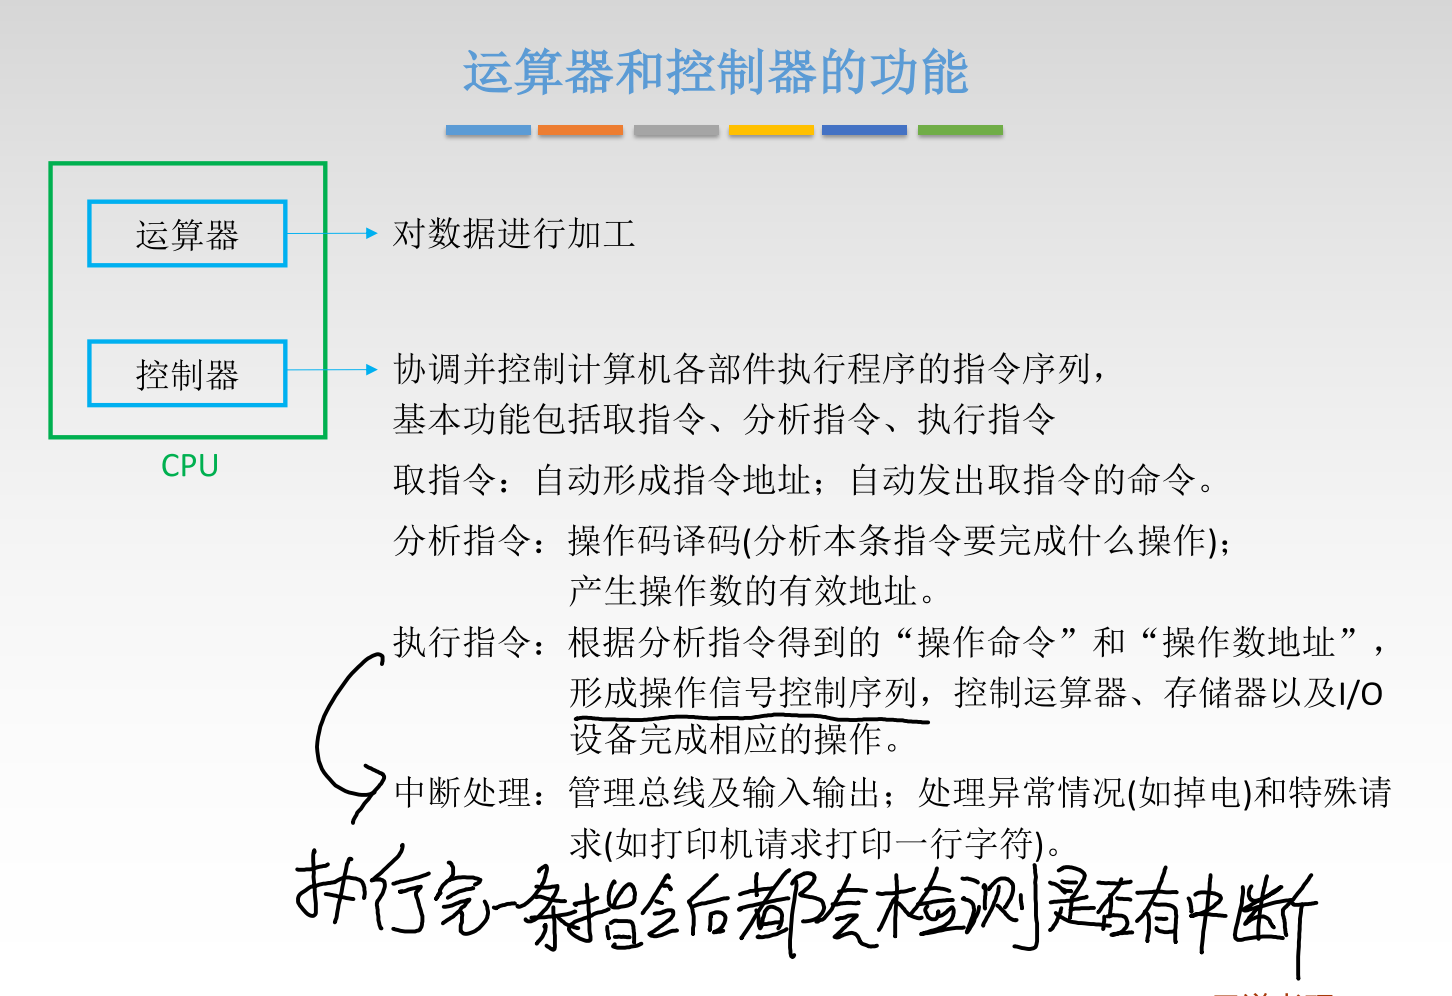 运算器和控制器的功能
运算器
对数据进行加工
控制器
协调并控制计算机各部件执行程序的指令序列，
基本功能包括取指令、分析指令、执行指令
CPU
取指令：自动形成指令地址；自动发出取指令的命令。
分析指令：操作码译码(分析本条指令要完成什么操作)；
产生操作数的有效地址。
执行指令：根据分析指令得到的“操作命令”和“操作数地址”，
形成操作信号控制序列，控制运算器、存储器以及I/O
设备完成相应的操作。
中断处理：管理总线及输入输出；处理异常情况(如掉电)和特殊请
求(如打印机请求打印一行字符)。
执行完一条指令后都会检测是否有中断